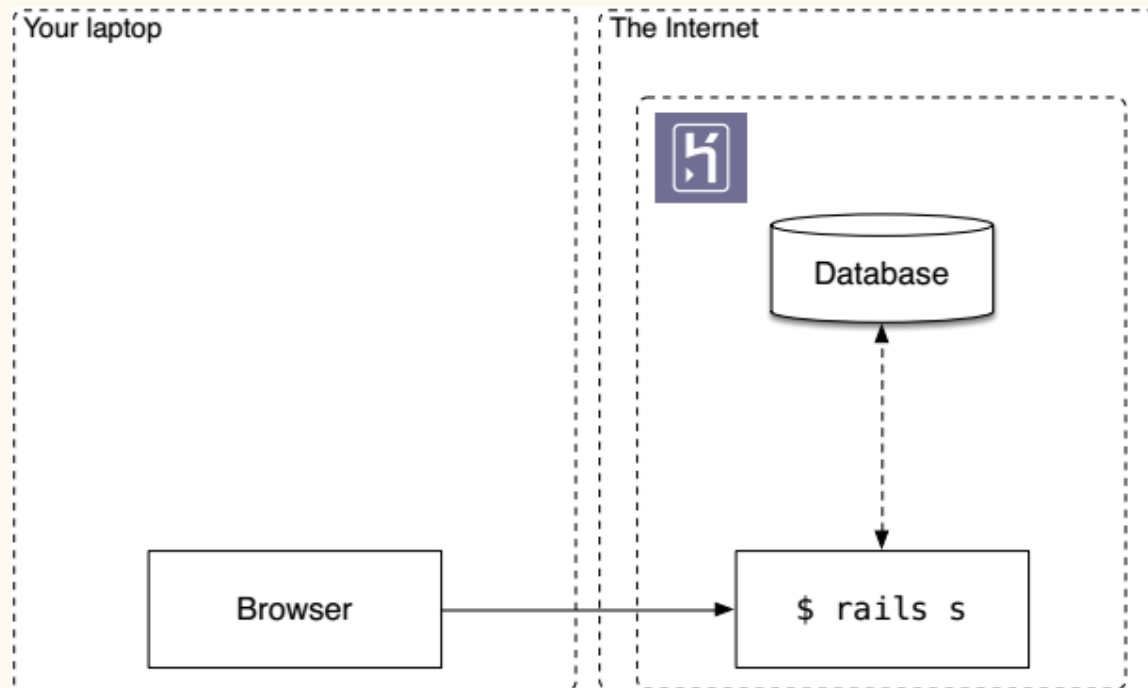 Your laptop
The Internet
Database
Browser
$ rails s